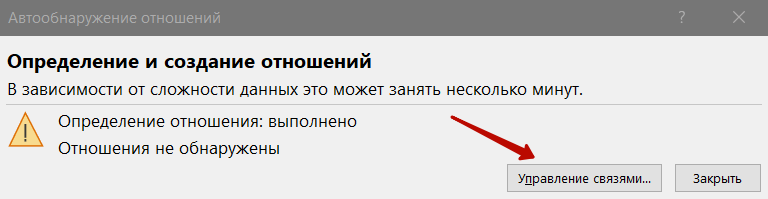 Автообнаружение отношений
?
Определение и создание отношений
В зависимости от сложности данных это может занять несколько минут.
Определение отношения: выполнено
Отношения не обнаружены
Управление связями...
Закрыть